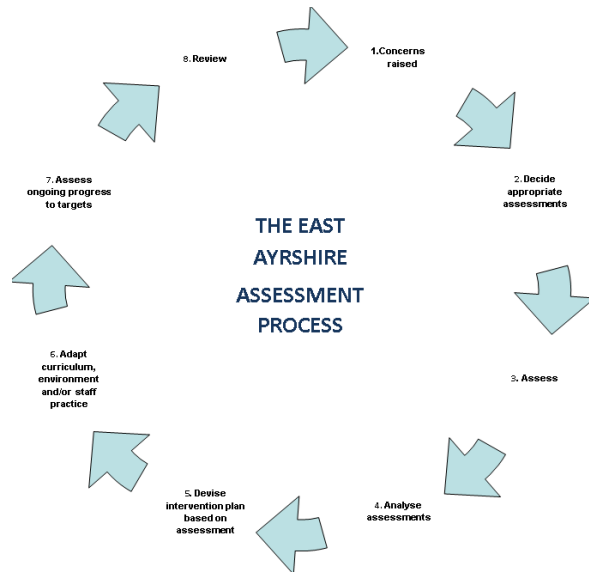 8. Review
1.Concerns
raised
2. Decide
appropriate
assessments
3. Assess
4. Analyse
assessments
5. Devise
intervention plan
based on
assessment
6. Adapt
curriculum,
environment
and/or staff
practice
7. Assess
ongoing progress
to targets
THE EAST
AYRSHIRE
ASSESSMENT
PROCESS